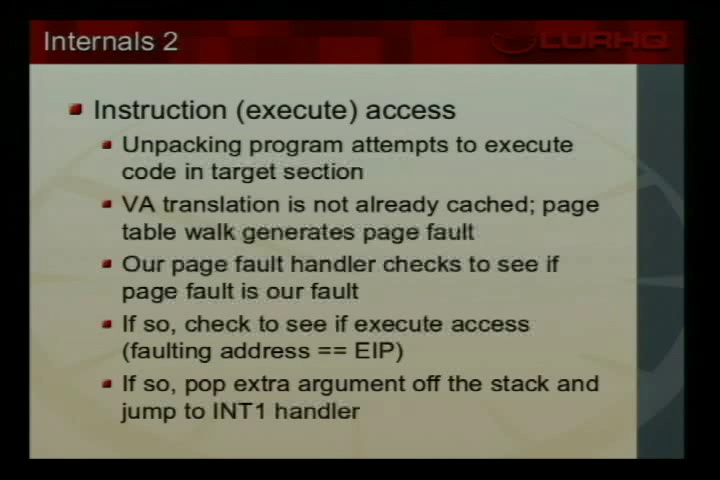 Internals 2
LURHQ
Instruction (execute) access
Unpacking program attempts to execute
code in target section
VA translation is not already cached; page
table walk generates page fault
Our page fault handler checks to see if
page fault is our fault
If so, check to see if execute access
(faulting address == EIP)
If so, pop extra argument off the stack and
jump to INT1 handler